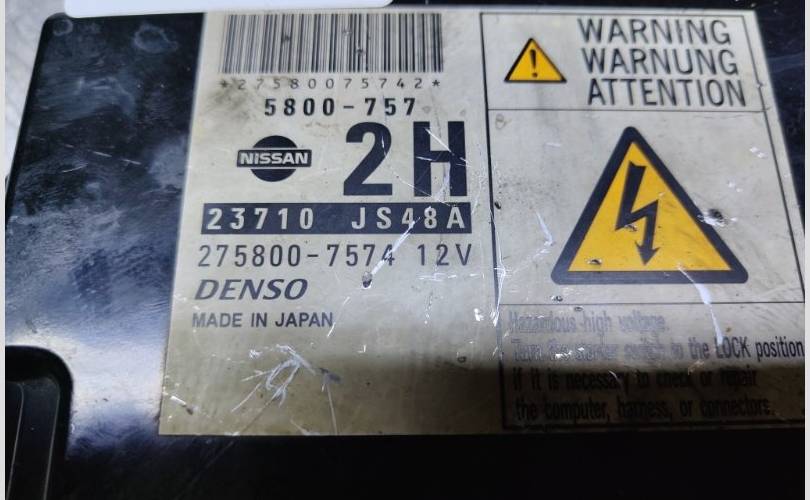 *27580075742*
5800-757
NISSAN
2H
23710 JS48A
275800-7574 12V
DENSO
MADE IN JAPAN
WARNING
WARNUNG
ATTENTION
Hazardous high voltage.
Turn the starter switch to the LOCK position
if it is necessary to check or repair
the computer, harness, or connectors.